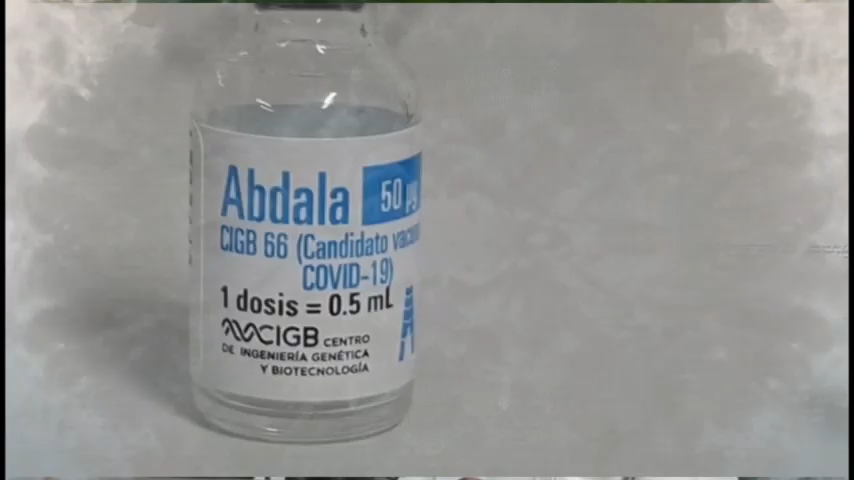 Abdala 50 µg
CIGB 66 (Candidato
COVID-19)
1 dosis = 0.5 mL
CIGB CENTRO
DE INGENIERÍA GENÉTICA
Y BIOTECNOLOGÍA